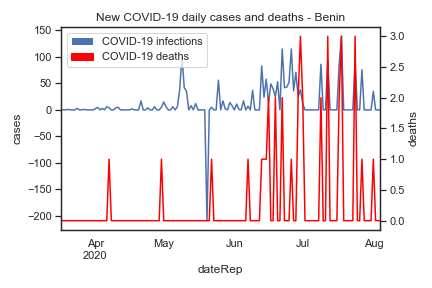 New COVID-19 daily cases and deaths - Benin
COVID-19 infections
COVID-19 deaths
150
100
50
0
−50
−100
−150
−200
cases
3.0
2.5
2.0
1.5
1.0
0.5
0.0
deaths
Apr
2020
May
Jun
Jul
Aug
dateRep